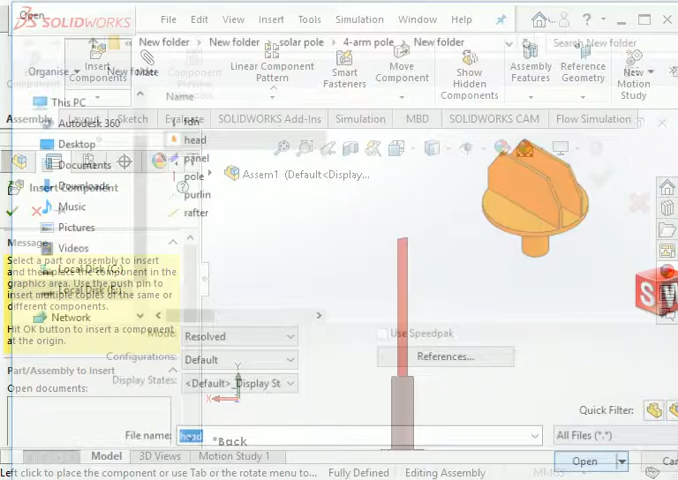 Open
SOLIDWORKS File Edit View Insert Tools Simulation Window Help
New folder › New folder › solar pole › 4-arm pole › New folder Search New folder
Organise New folder
Insert Components
Mate
Component Preview
Linear Component Pattern
Smart Fasteners
Move Component
Show Hidden Components
Assembly Features
Reference Geometry
New Motion Study
Name
Assembly Layout Sketch Evaluate SOLIDWORKS Add-Ins Simulation MBD SOLIDWORKS CAM Flow Simulation
This PC
Autodesk 360
Desktop
Documents
Downloads
Music
Pictures
Videos
Local Disk (C:)
Local Disk (E:)
Network
head
panel
pole
purlin
rafter
Assem1 (Default<Display...
Insert Component
Message
Select a part or assembly to insert
and then place the component in the
graphics area. Use the push pin to
insert multiple copies of the same or
different components.
Hit OK button to insert a component
at the origin.
Part/Assembly to Insert
Open documents:
Mode: Resolved
Use Speedpak
Configurations: Default
References...
Display States: <Default>_Display St
Quick Filter:
File name: head
All Files (*.*)
*Back
Open
Model 3D Views Motion Study 1
Left click to place the component or use Tab or the rotate menu to... Fully Defined Editing Assembly MMGS